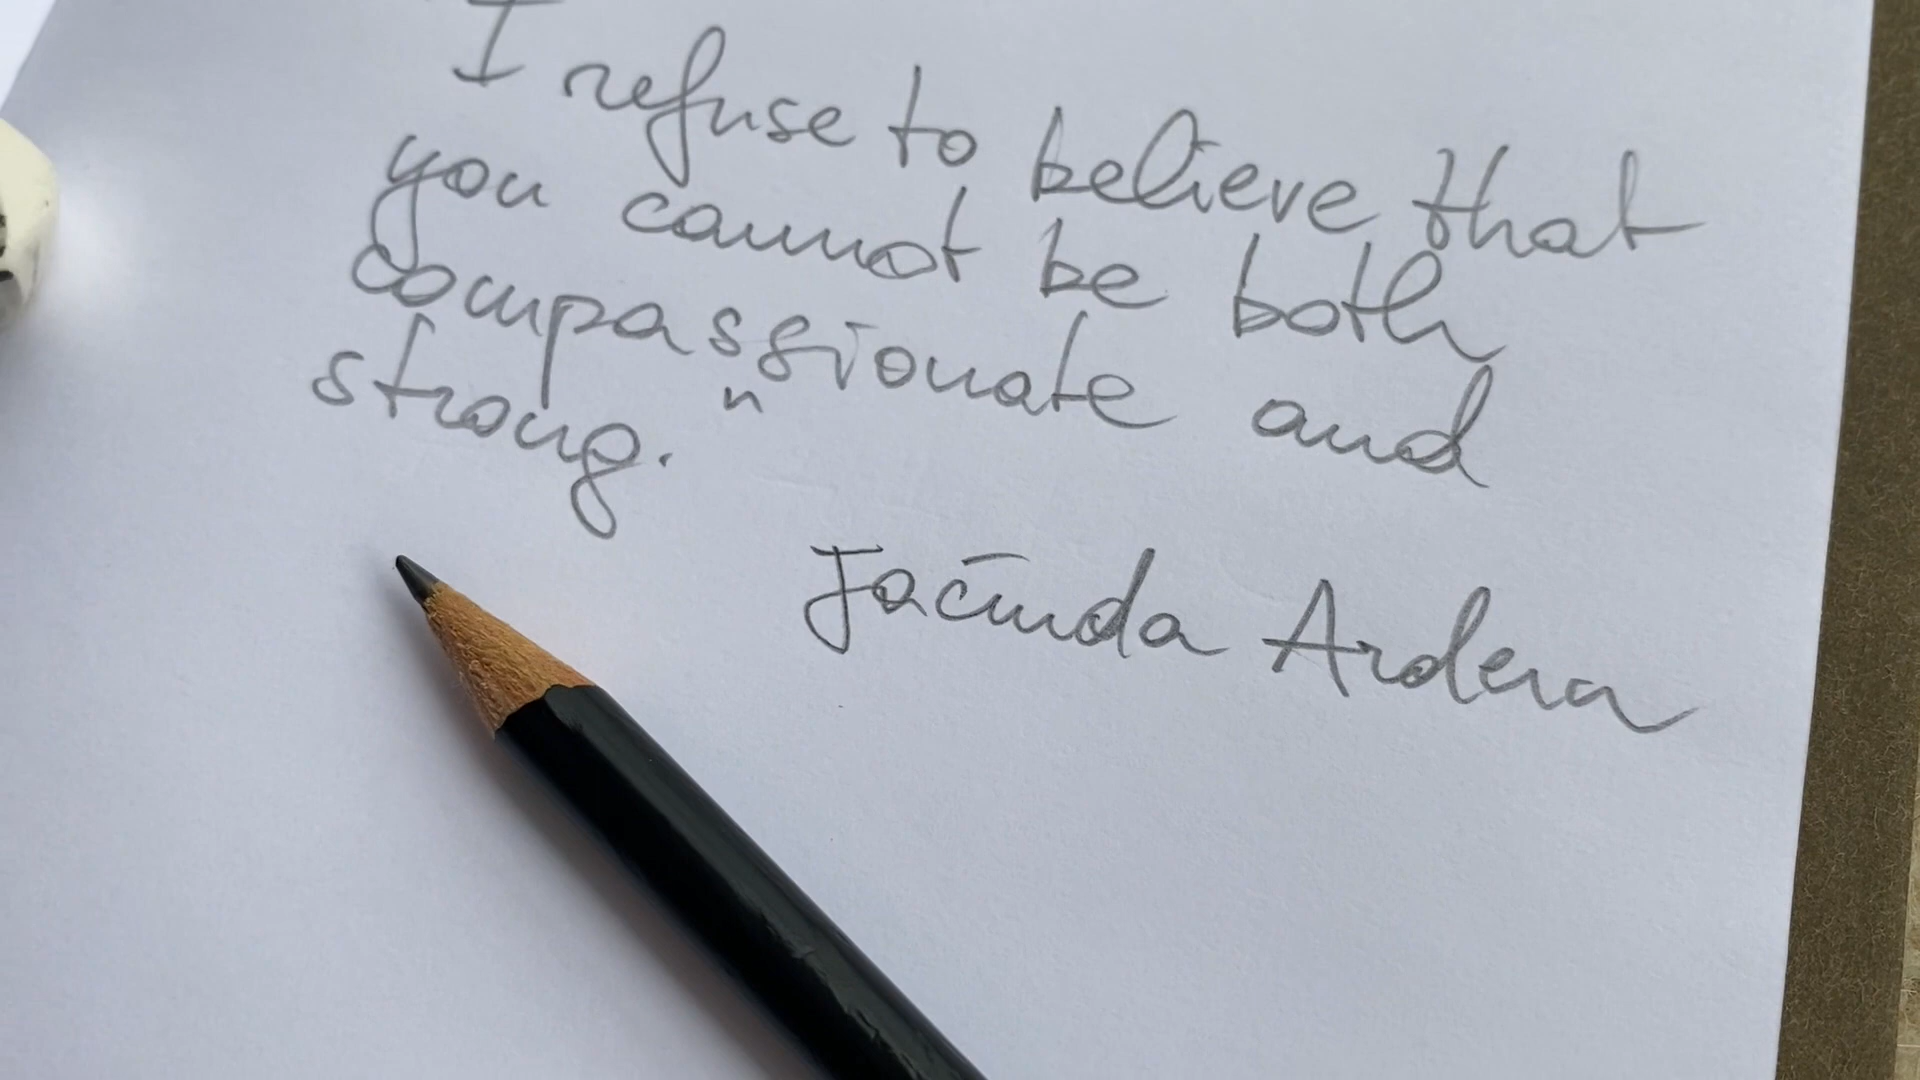 I refuse to believe that
you cannot be both
compassionate and
strong."
Jacinda Ardern